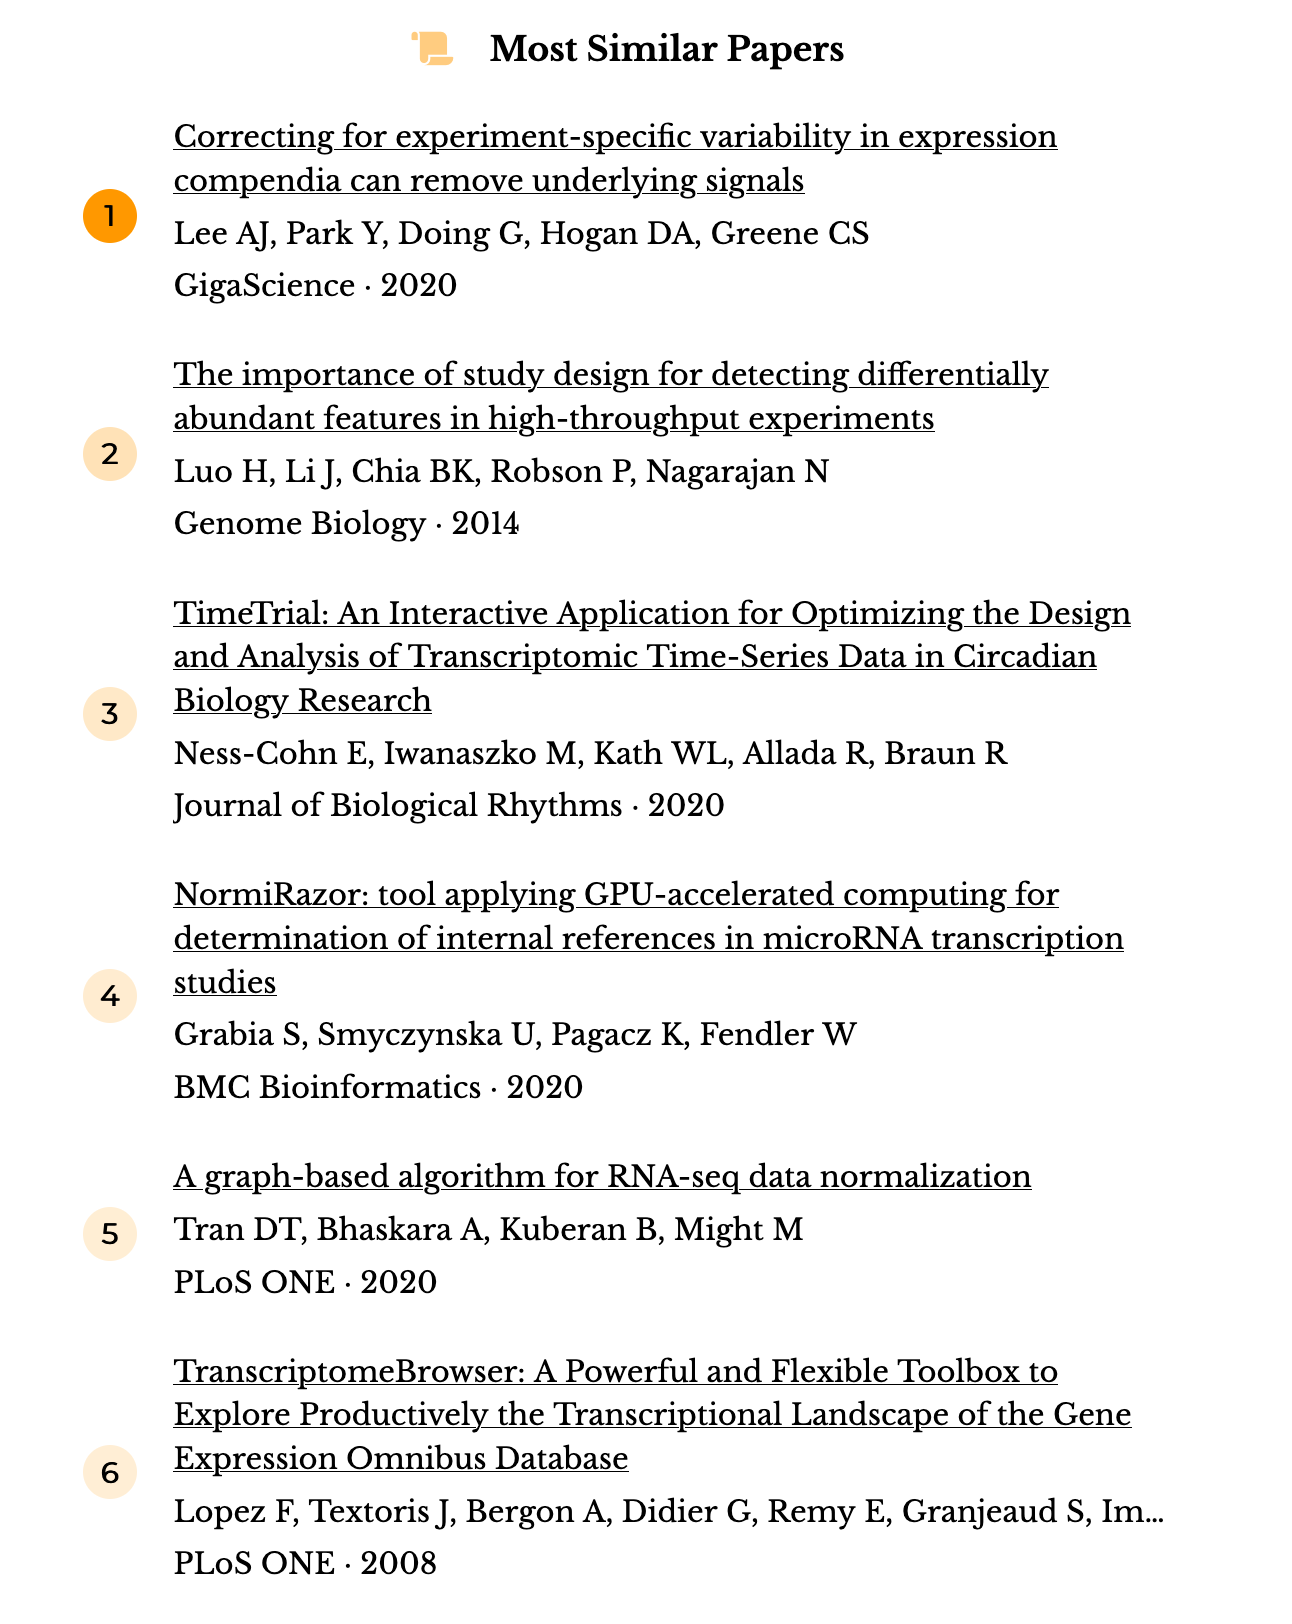 Most Similar Papers
Correcting for experiment-specific variability in expression
compendia can remove underlying signals
1
Lee AJ, Park Y, Doing G, Hogan DA, Greene CS
GigaScience · 2020
The importance of study design for detecting differentially
abundant features in high-throughput experiments
2
Luo H, Li J, Chia BK, Robson P, Nagarajan N
Genome Biology · 2014
TimeTrial: An Interactive Application for Optimizing the Design
and Analysis of Transcriptomic Time-Series Data in Circadian
Biology Research
3
Ness-Cohn E, Iwanaszko M, Kath WL, Allada R, Braun R
Journal of Biological Rhythms · 2020
NormiRazor: tool applying GPU-accelerated computing for
determination of internal references in microRNA transcription
studies
4
Grabia S, Smyczynska U, Pagacz K, Fendler W
BMC Bioinformatics · 2020
A graph-based algorithm for RNA-seq data normalization
5
Tran DT, Bhaskara A, Kuberan B, Might M
PLoS ONE · 2020
TranscriptomeBrowser: A Powerful and Flexible Toolbox to
Explore Productively the Transcriptional Landscape of the Gene
Expression Omnibus Database
6
Lopez F, Textoris J, Bergon A, Didier G, Remy E, Granjeaud S, Im...
PLoS ONE · 2008